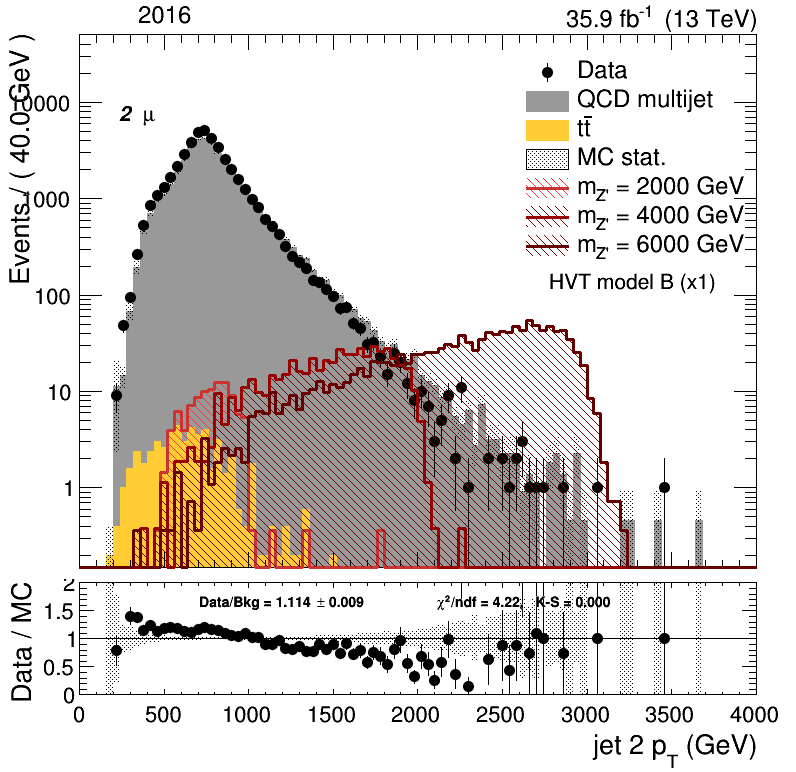 2016 35.9 fb⁻¹ (13 TeV)
Events / ( 40.0 GeV )
0000
1000
100
10
1
2 μ
Data
QCD multijet
tt̄
MC stat.
m_Z' = 2000 GeV
m_Z' = 4000 GeV
m_Z' = 6000 GeV
HVT model B (x1)
Data / MC
2
1.5
1
0.5
0
Data/Bkg = 1.114 ± 0.009 χ²/ndf = 4.22, K-S = 0.000
0 500 1000 1500 2000 2500 3000 3500 4000
jet 2 p_T (GeV)